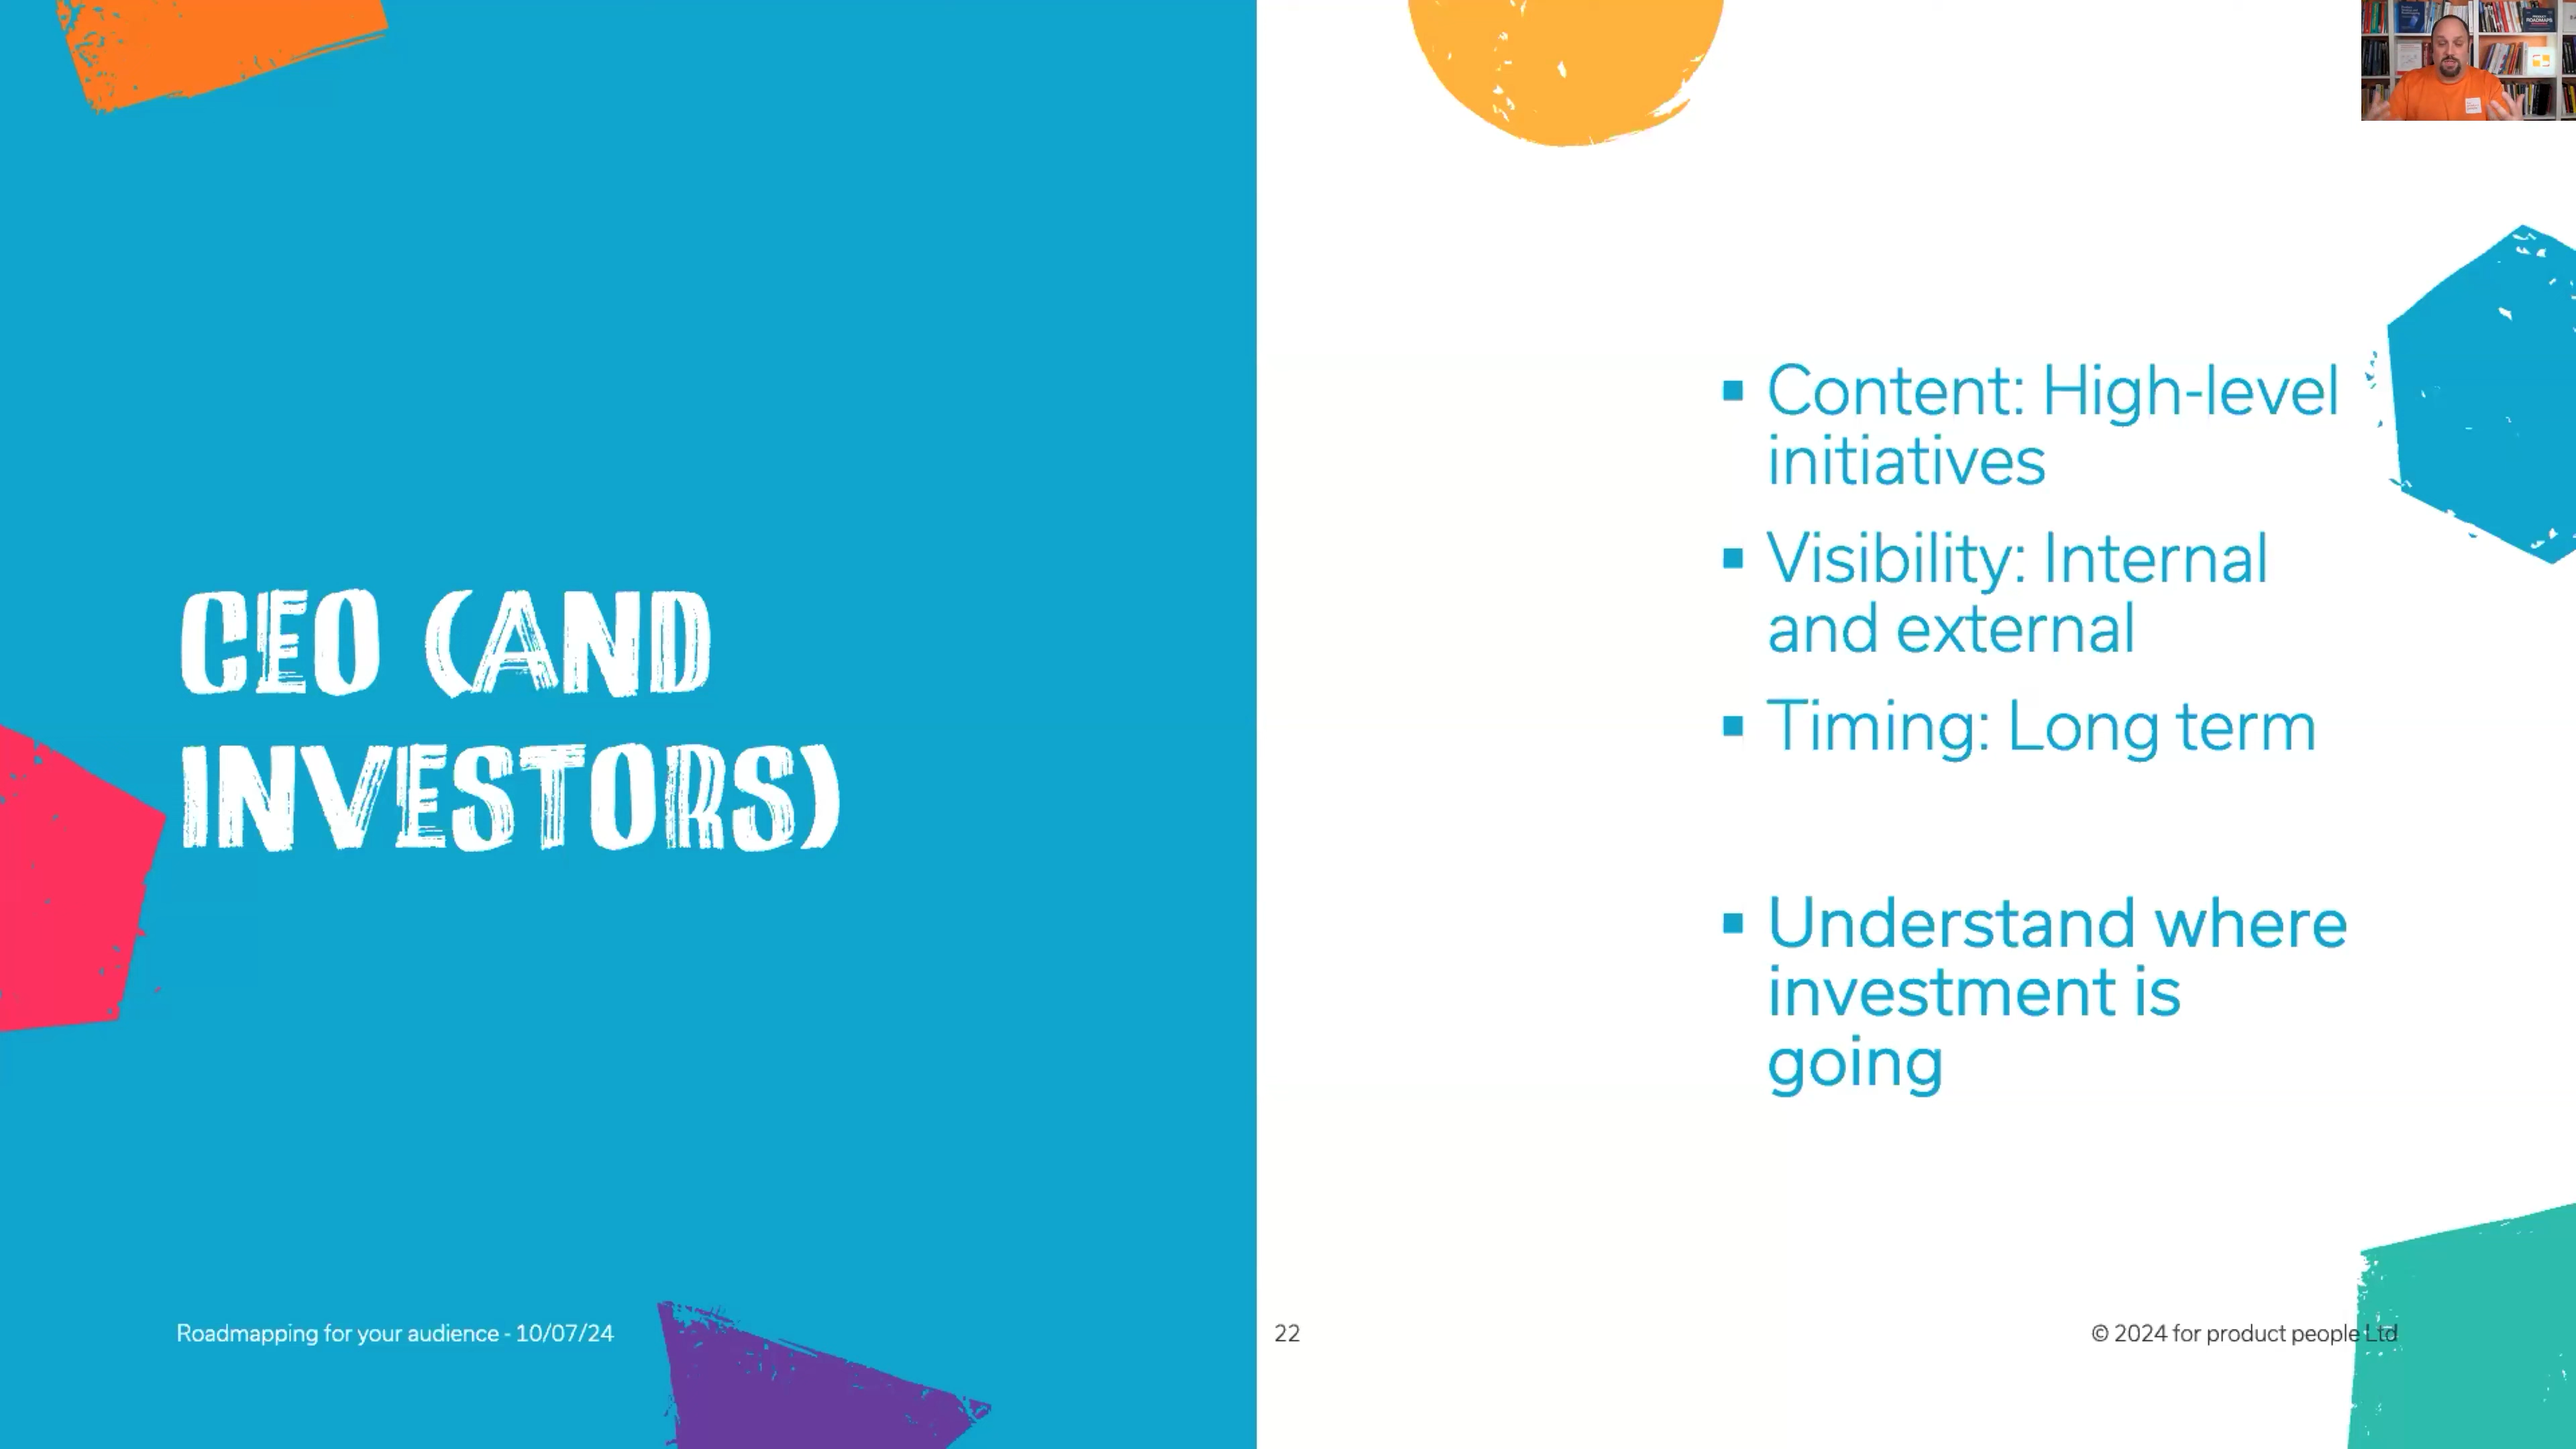 CEO (AND
INVESTORS)
▪ Content: High-level
initiatives
▪ Visibility: Internal
and external
▪ Timing: Long term
▪ Understand where
investment is
going
Roadmapping for your audience - 10/07/24
22
© 2024 for product people Ltd